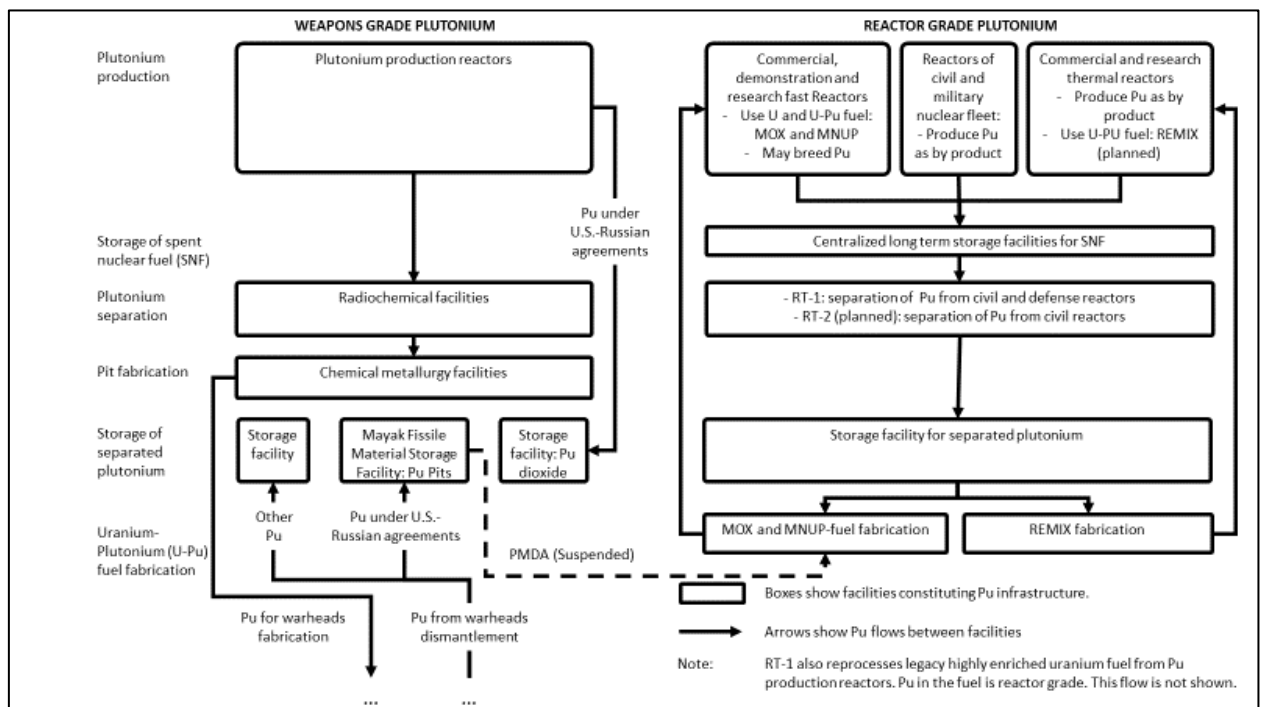 WEAPONS GRADE PLUTONIUM
REACTOR GRADE PLUTONIUM
Plutonium
production
Plutonium production reactors
Commercial,
demonstration and
research fast Reactors
- Use U and U-Pu fuel:
MOX and MNUP
- May breed Pu
Reactors of
civil and
military
nuclear fleet:
- Produce Pu
as by product
Commercial and research
thermal reactors
- Produce Pu as by
product
- Use U-PU fuel: REMIX
(planned)
Pu under
U.S.-Russian
agreements
Storage of spent
nuclear fuel (SNF)
Centralized long term storage facilities for SNF
Plutonium
separation
Radiochemical facilities
- RT-1: separation of Pu from civil and defense reactors
- RT-2 (planned): separation of Pu from civil reactors
Pit fabrication
Chemical metallurgy facilities
Storage of
separated
plutonium
Storage
facility
Mayak Fissile
Material Storage
Facility: Pu Pits
Storage
facility: Pu
dioxide
Storage facility for separated plutonium
Other
Pu
Pu under U.S.-
Russian agreements
Uranium-
Plutonium (U-Pu)
fuel fabrication
PMDA (Suspended)
MOX and MNUP-fuel fabrication
REMIX fabrication
Pu for warheads
fabrication
Pu from warheads
dismantlement
...
...
Boxes show facilities constituting Pu infrastructure.
Arrows show Pu flows between facilities
Note: RT-1 also reprocesses legacy highly enriched uranium fuel from Pu
production reactors. Pu in the fuel is reactor grade. This flow is not shown.